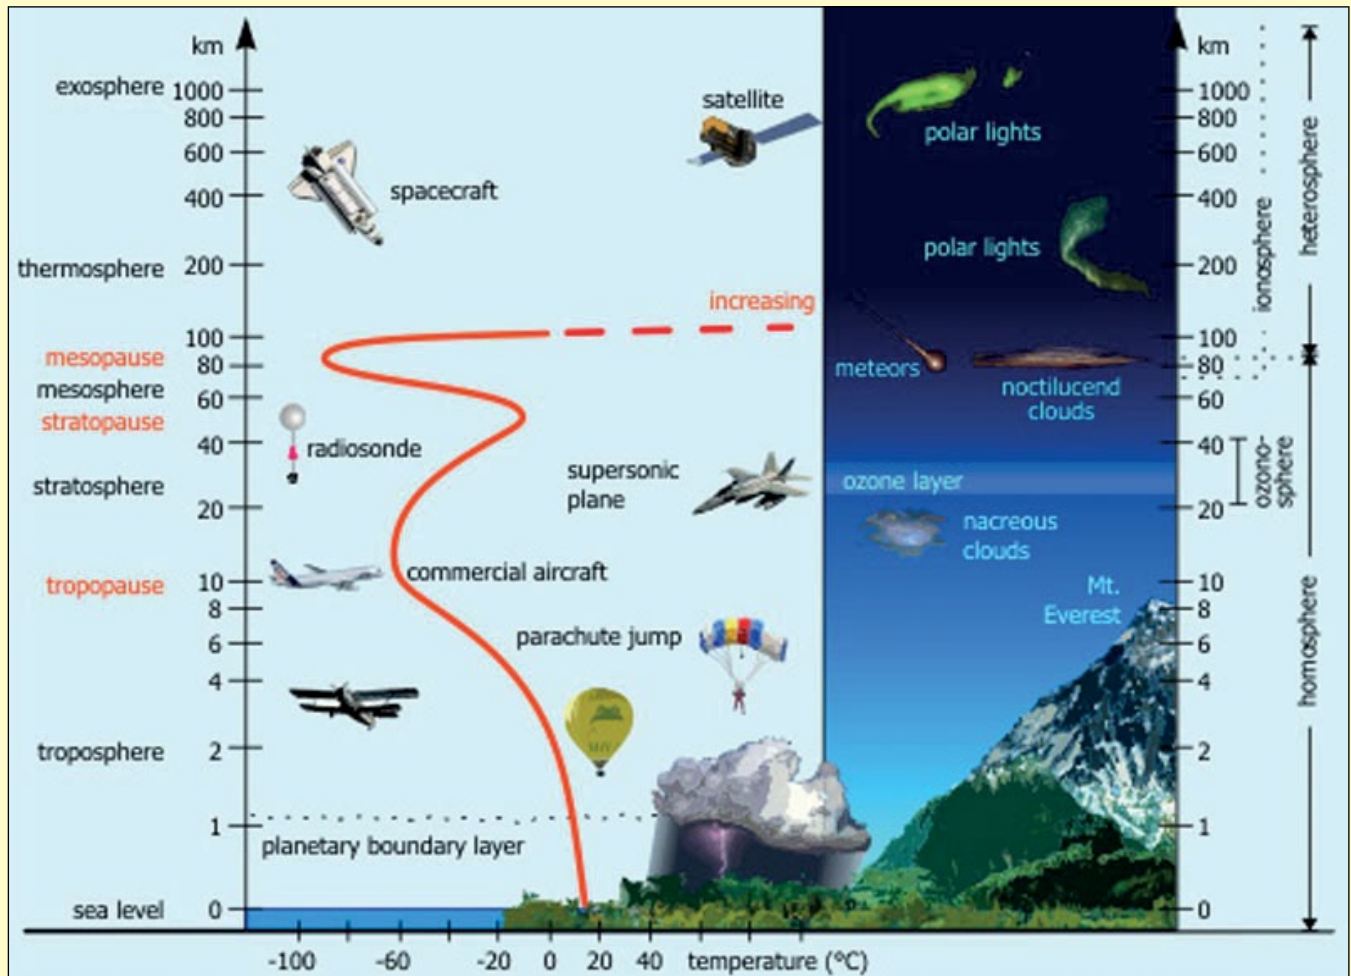 km
exosphere 1000
800
600
400
thermosphere 200
100
mesopause
80
mesosphere
60
stratopause
40
stratosphere
20
tropopause 10
8
6
4
troposphere 2
1
sea level 0
satellite
spacecraft
increasing
radiosonde
supersonic
plane
commercial aircraft
parachute jump
planetary boundary layer
-100 -60 -20 0 20 40 temperature (°C)
polar lights
polar lights
meteors
noctilucend
clouds
ozone layer
nacreous
clouds
Mt.
Everest
km
1000
800
600
400
200
100
80
60
40
20
10
8
6
4
2
1
0
ionosphere
ozono-
sphere
heterosphere
homosphere